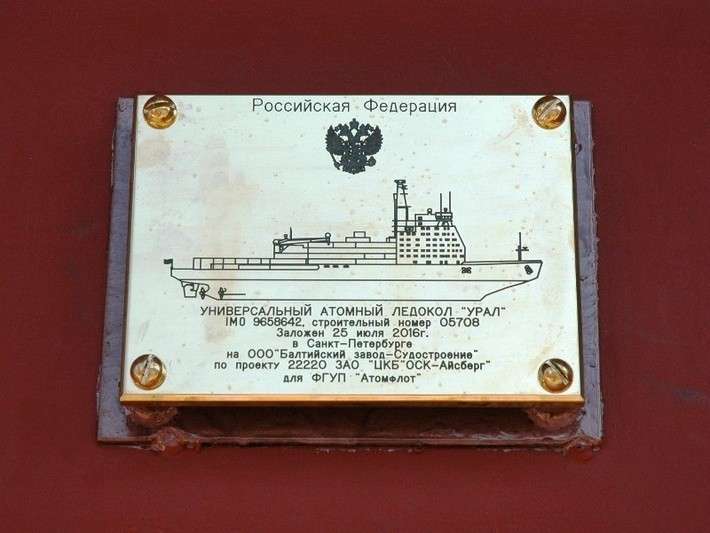 Российская Федерация
УНИВЕРСАЛЬНЫЙ АТОМНЫЙ ЛЕДОКОЛ "УРАЛ"
IMO 9658642, строительный номер 05708
Заложен 25 июля 2016г.
в Санкт-Петербурге
на ООО"Балтийский завод-Судостроение"
по проекту 22220 ЗАО "ЦКБ"ОСК-Айсберг"
для ФГУП "Атомфлот"